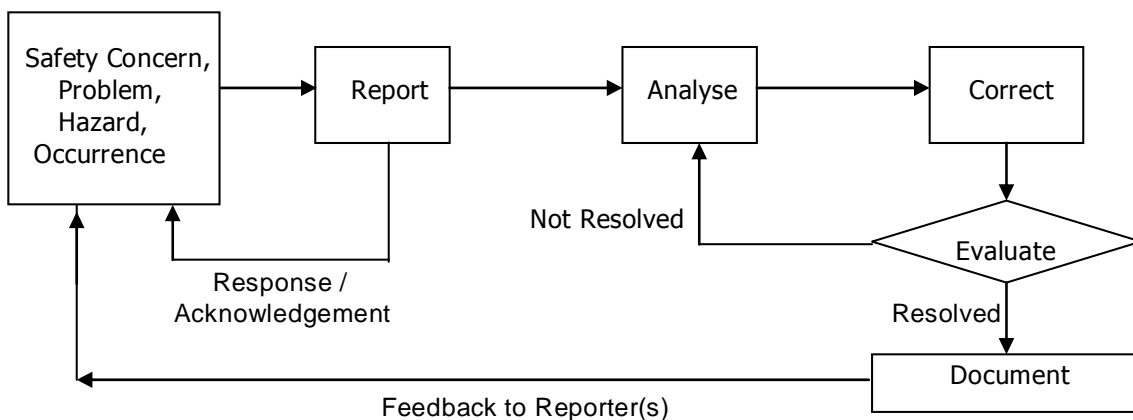 Safety Concern,
Problem,
Hazard,
Occurrence
Report
Analyse
Correct
Response /
Acknowledgement
Not Resolved
Evaluate
Resolved
Document
Feedback to Reporter(s)